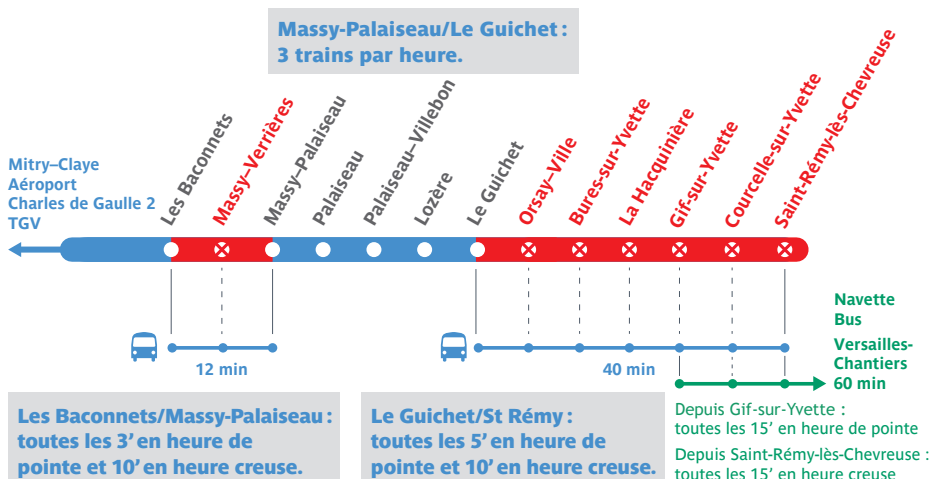 Massy-Palaiseau/Le Guichet :
3 trains par heure.
Mitry–Claye
Aéroport
Charles de Gaulle 2
TGV
Les Baconnets
Massy–Verrières
Massy–Palaiseau
Palaiseau
Palaiseau–Villebon
Lozère
Le Guichet
Orsay–Ville
Bures-sur-Yvette
La Hacquinière
Gif-sur-Yvette
Courcelle-sur-Yvette
Saint-Rémy-lès-Chevreuse
12 min
40 min
Navette
Bus
Versailles-
Chantiers
60 min
Les Baconnets/Massy-Palaiseau :
toutes les 3’ en heure de
pointe et 10’ en heure creuse.
Le Guichet/St Rémy :
toutes les 5’ en heure de
pointe et 10’ en heure creuse.
Depuis Gif-sur-Yvette :
toutes les 15’ en heure de pointe
Depuis Saint-Rémy-lès-Chevreuse :
toutes les 15’ en heure creuse